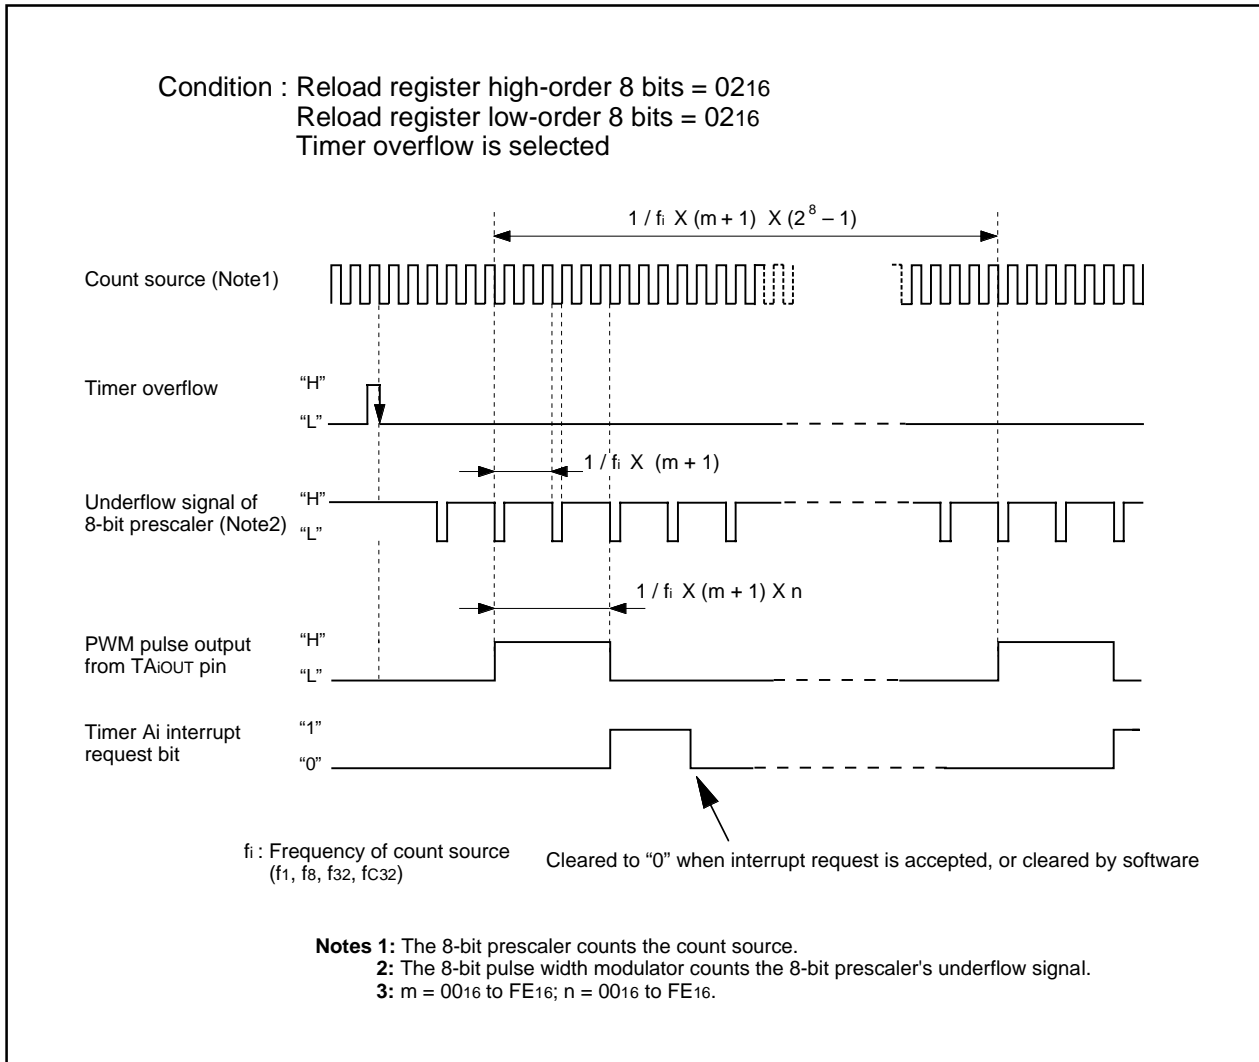 Condition : Reload register high-order 8 bits = 0216
Reload register low-order 8 bits = 0216
Timer overflow is selected
1 / fi X (m + 1) X (2^8 – 1)
Count source (Note1)
Timer overflow
“H”
“L”
1 / fi X (m + 1)
Underflow signal of
8-bit prescaler (Note2)
“H”
“L”
1 / fi X (m + 1) X n
PWM pulse output
from TAiOUT pin
“H”
“L”
Timer Ai interrupt
request bit
“1”
“0”
fi : Frequency of count source
(f1, f8, f32, fC32)
Cleared to “0” when interrupt request is accepted, or cleared by software
Notes 1: The 8-bit prescaler counts the count source.
2: The 8-bit pulse width modulator counts the 8-bit prescaler's underflow signal.
3: m = 0016 to FE16; n = 0016 to FE16.